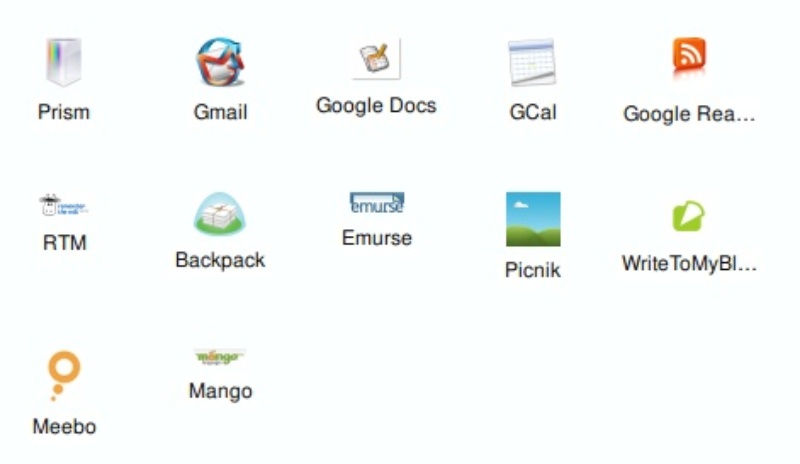 Prism
Gmail
Google Docs
GCal
Google Rea...
remember
the milk
RTM
Backpack
emurse
Emurse
Picnik
WriteToMyBl...
mango
Meebo
Mango